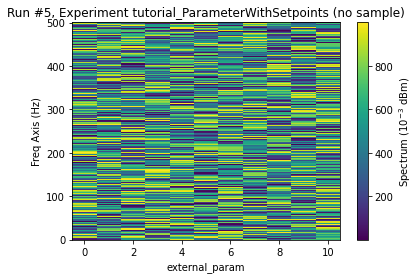 Run #5, Experiment tutorial_ParameterWithSetpoints (no sample)
500
400
300
200
100
0
Freq Axis (Hz)
0 2 4 6 8 10
external_param
800
600
400
200
Spectrum (10⁻³ dBm)